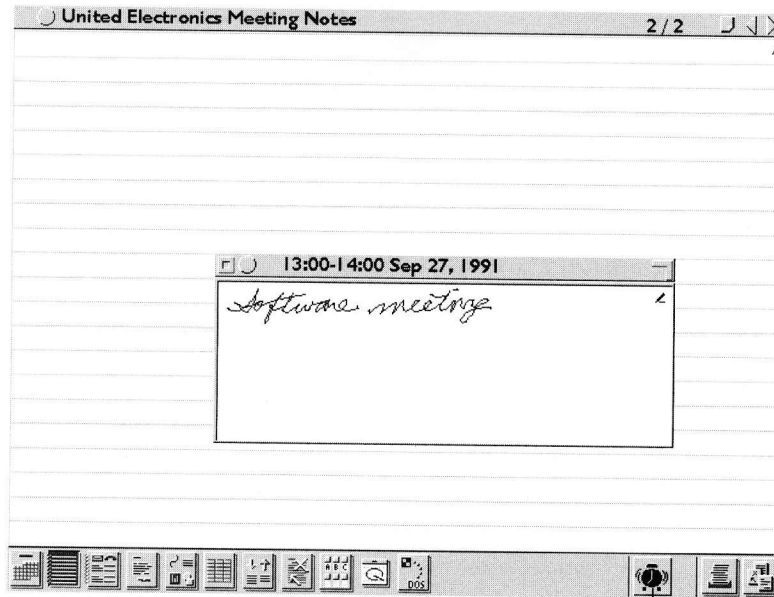 United Electronics Meeting Notes 2/2
13:00-14:00 Sep 27, 1991
Software meeting
A B C
DOS